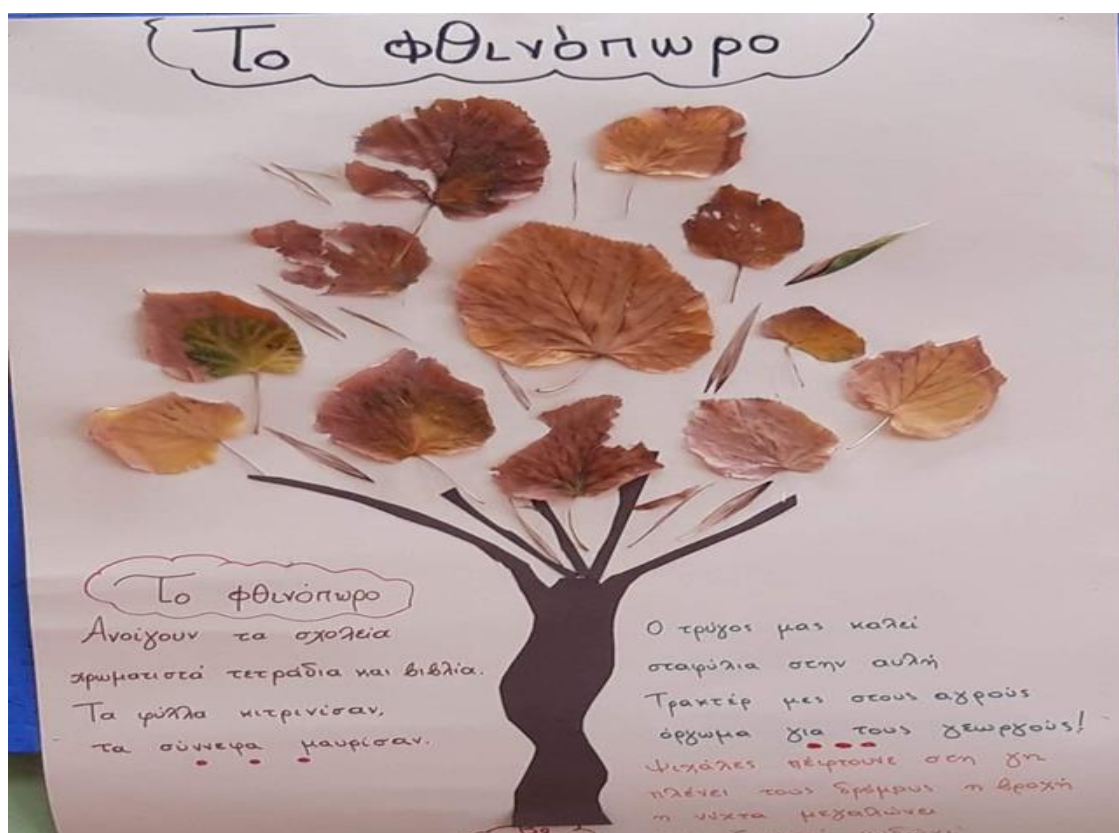 Το φθινόπωρο
Το φθινόπωρο
Ανοίγουν τα σχολεία
χρωματιστά τετράδια και βιβλία.
Τα φύλλα κιτρινίσαν,
τα σύννεφα μαυρίσαν.
Ο τρύγος μας καλεί
σταφύλια στην αυλή
Τρακτέρ μες στους αγρούς
όργωμα για τους γεωργούς!
Ψιχάλες πέφτουνε στη γη
πλένει τους δρόμους η βροχή
η νύχτα μεγαλώνει